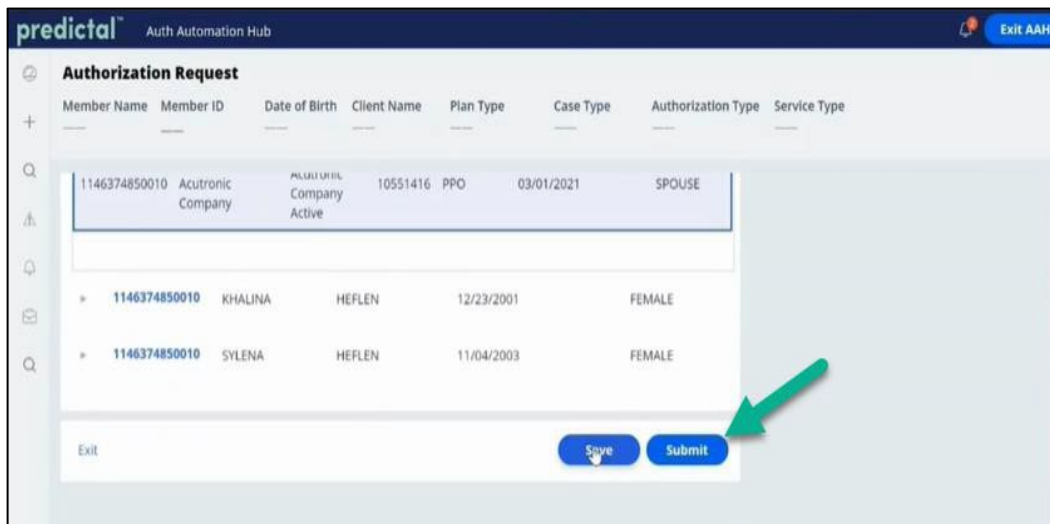 predictal™ Auth Automation Hub 2 Exit AAH
Authorization Request
Member Name Member ID Date of Birth Client Name Plan Type Case Type Authorization Type Service Type
1146374850010 Acutronic Acutronic 10551416 PPO 03/01/2021 SPOUSE
Company Company
Active
1146374850010 KHALINA HEFLEN 12/23/2001 FEMALE
1146374850010 SYLENA HEFLEN 11/04/2003 FEMALE
Exit Save Submit